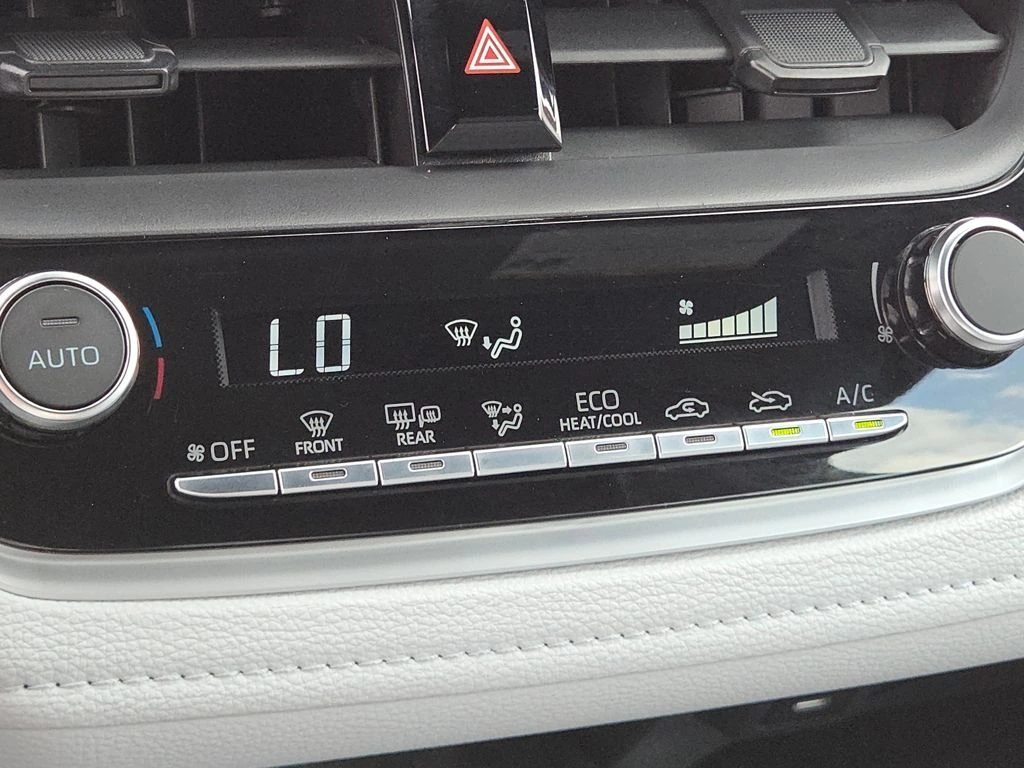 AUTO
LO
OFF
FRONT
REAR
ECO
HEAT/COOL
A/C